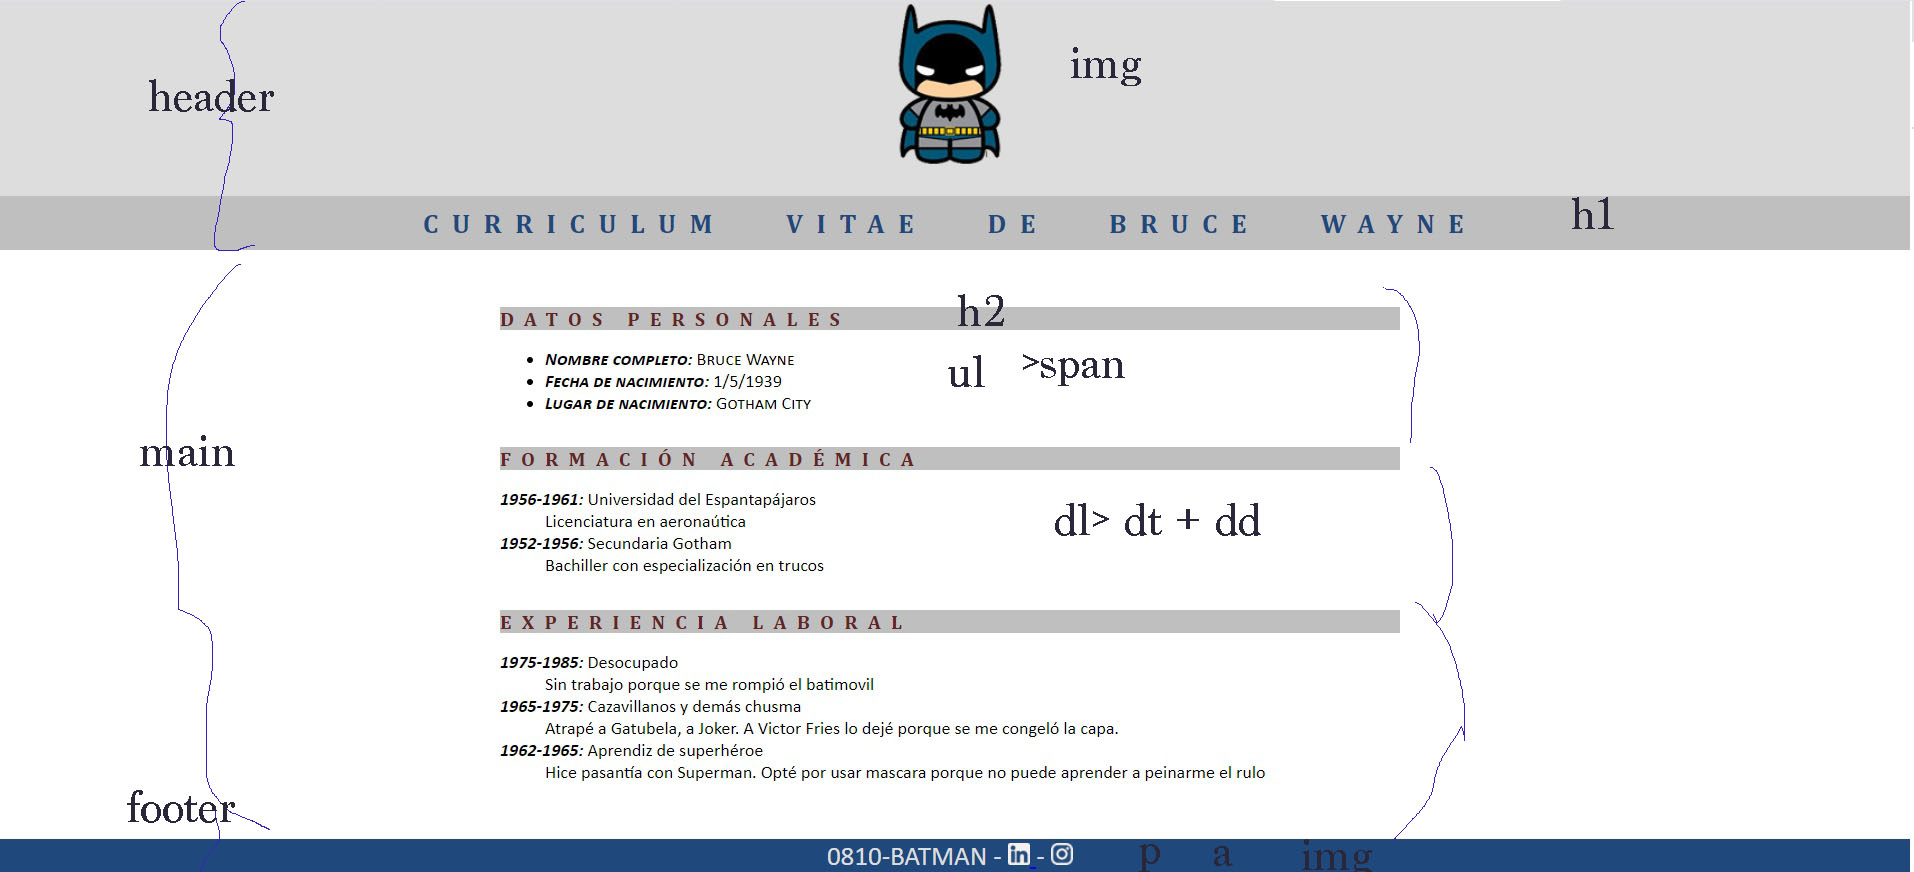 img
header
CURRICULUM VITAE DE BRUCE WAYNE h1
DATOS PERSONALES h2
• NOMBRE COMPLETO: BRUCE WAYNE ul >span
• FECHA DE NACIMIENTO: 1/5/1939
• LUGAR DE NACIMIENTO: GOTHAM CITY
main
FORMACIÓN ACADÉMICA
1956-1961: Universidad del Espantapájaros
Licenciatura en aeronaútica dl> dt + dd
1952-1956: Secundaria Gotham
Bachiller con especialización en trucos
EXPERIENCIA LABORAL
1975-1985: Desocupado
Sin trabajo porque se me rompió el batimovil
1965-1975: Cazavillanos y demás chusma
Atrapé a Gatubela, a Joker. A Victor Fries lo dejé porque se me congeló la capa.
1962-1965: Aprendiz de superhéroe
Hice pasantía con Superman. Opté por usar mascara porque no puede aprender a peinarme el rulo
footer
0810-BATMAN - in - p a img